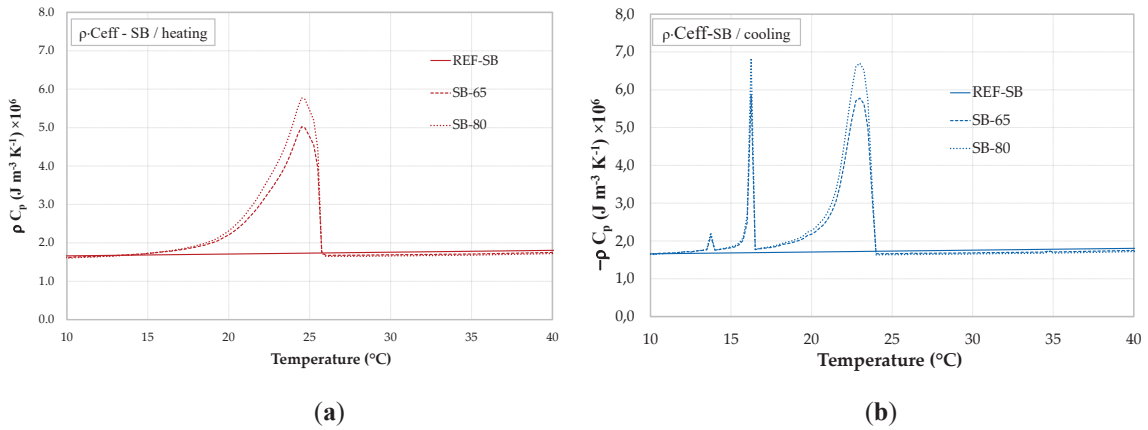 ρ·Ceff - SB / heating
8.0
7.0
6.0
5.0
4.0
3.0
2.0
1.0
0.0
ρ Cp (J m-3 K-1) ×10⁶
REF-SB
SB-65
SB-80
10 15 20 25 30 35 40
Temperature (°C)
(a)
ρ·Ceff-SB / cooling
8,0
7,0
6,0
5,0
4,0
3,0
2,0
1,0
0,0
−ρ Cp (J m-3 K-1) ×10⁶
REF-SB
SB-65
SB-80
10 15 20 25 30 35 40
Temperature (°C)
(b)